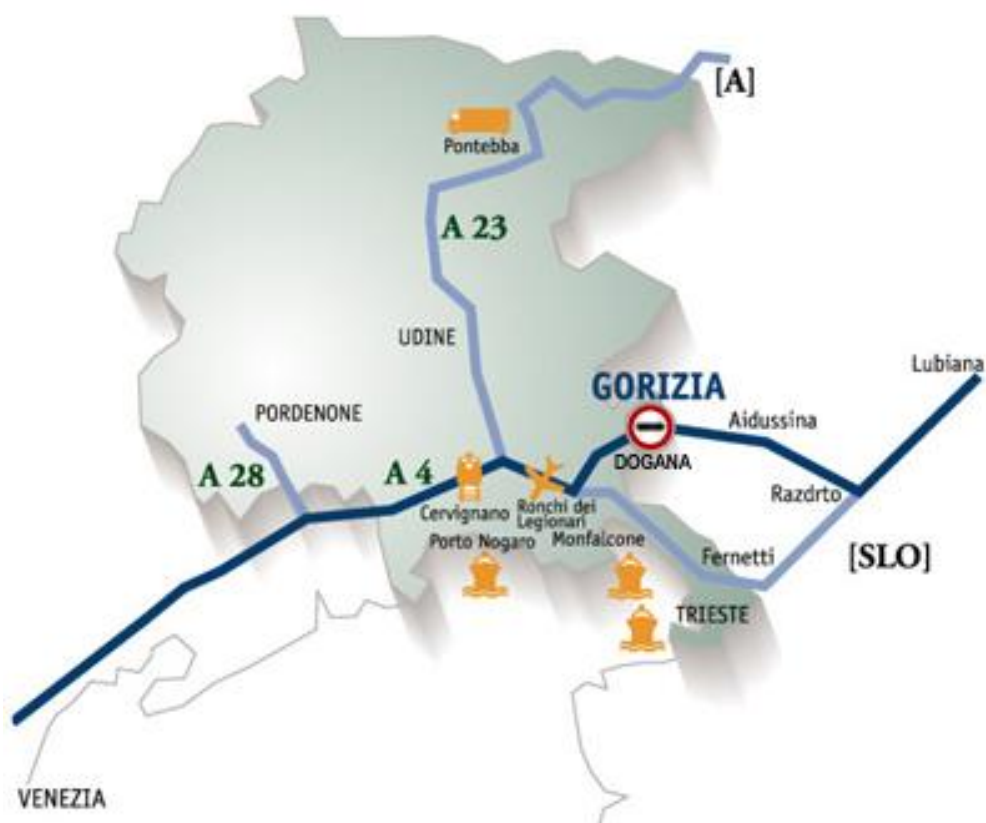 [A]
Pontebba
A 23
UDINE
Lubiana
GORIZIA
PORDENONE
Aidussina
DOGANA
A 28
A 4
Razdrto
Cervignano
Ronchi dei
Legionari
Porto Nogaro
Monfalcone
Fernetti
[SLO]
TRIESTE
VENEZIA